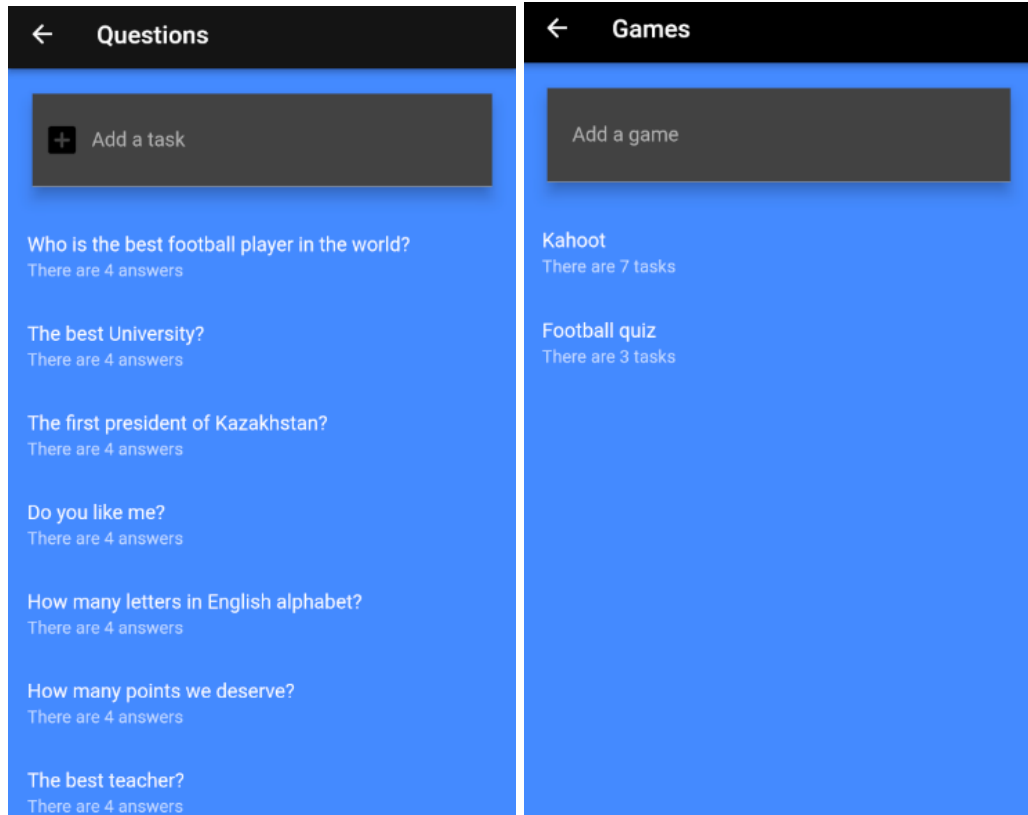 Questions
Add a task
Who is the best football player in the world?
There are 4 answers
The best University?
There are 4 answers
The first president of Kazakhstan?
There are 4 answers
Do you like me?
There are 4 answers
How many letters in English alphabet?
There are 4 answers
How many points we deserve?
There are 4 answers
The best teacher?
There are 4 answers
Games
Add a game
Kahoot
There are 7 tasks
Football quiz
There are 3 tasks